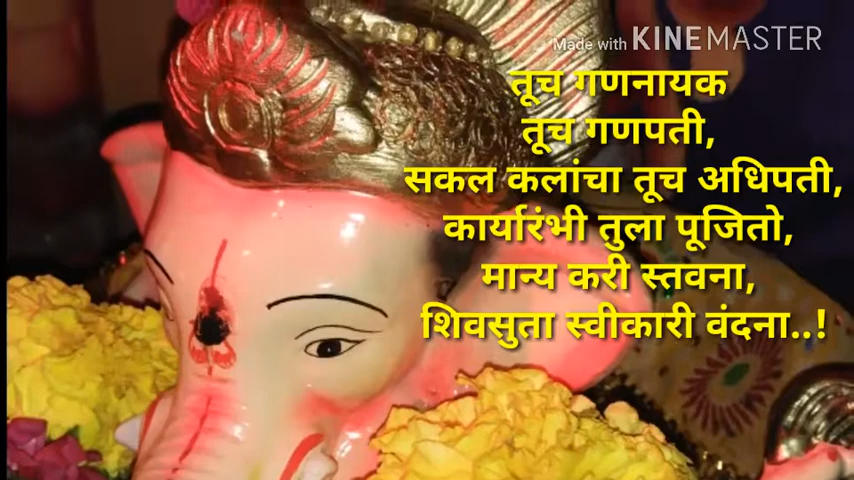 Made with KINEMASTER
तूच गणनायक
तूच गणपती,
सकल कलांचा तूच अधिपती,
कार्यारंभी तुला पूजितो,
मान्य करी स्तवना,
शिवसुता स्वीकारी वंदना..!